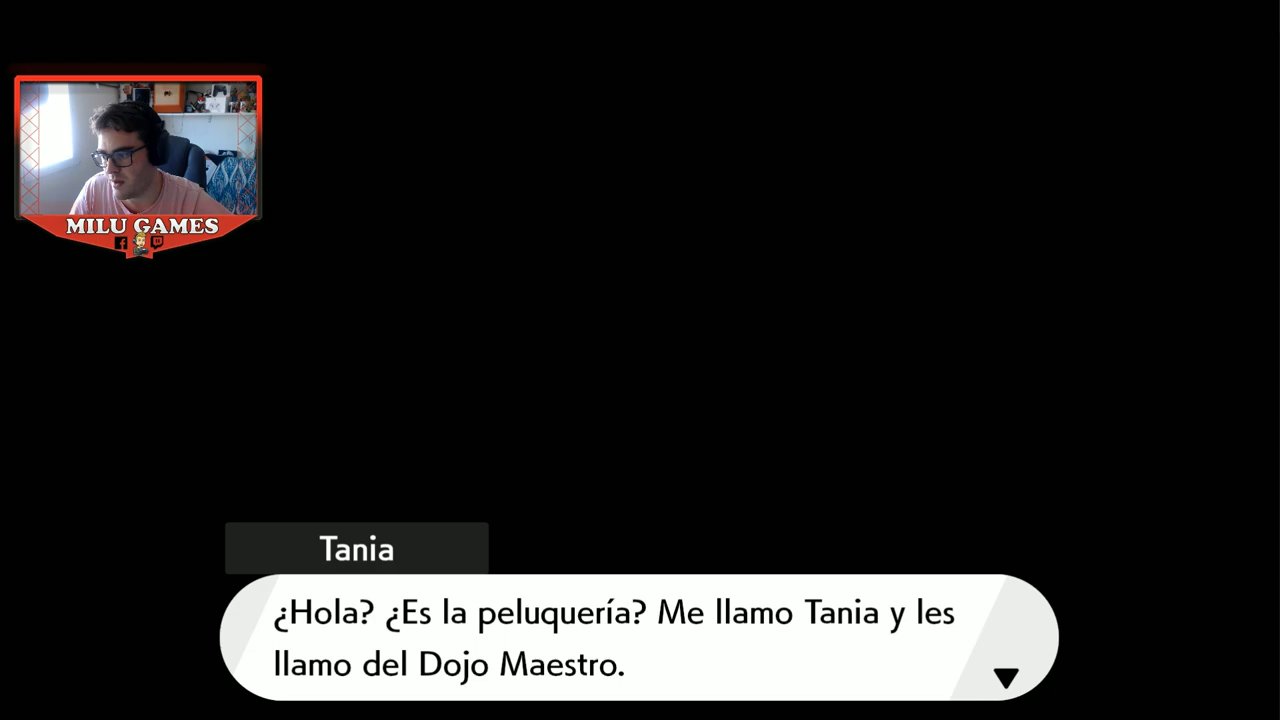 MILU GAMES
Tania
¿Hola? ¿Es la peluquería? Me llamo Tania y les
llamo del Dojo Maestro.